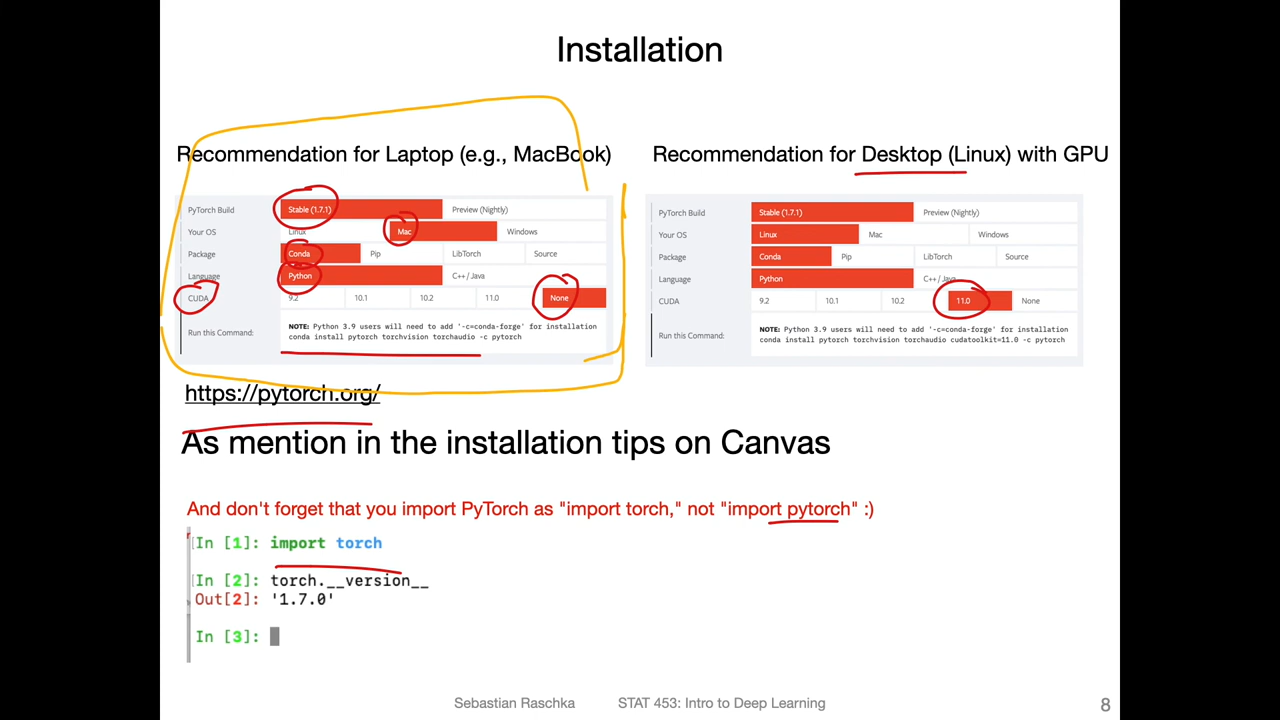 Installation
Recommendation for Laptop (e.g., MacBook)
PyTorch Build Stable (1.7.1) Preview (Nightly)
Your OS Linux Mac Windows
Package Conda Pip LibTorch Source
Language Python C++ / Java
CUDA 9.2 10.1 10.2 11.0 None
Run this Command: NOTE: Python 3.9 users will need to add '-c=conda-forge' for installation
conda install pytorch torchvision torchaudio -c pytorch
https://pytorch.org/
Recommendation for Desktop (Linux) with GPU
PyTorch Build Stable (1.7.1) Preview (Nightly)
Your OS Linux Mac Windows
Package Conda Pip LibTorch Source
Language Python C++ / Java
CUDA 9.2 10.1 10.2 11.0 None
Run this Command: NOTE: Python 3.9 users will need to add '-c=conda-forge' for installation
conda install pytorch torchvision torchaudio cudatoolkit=11.0 -c pytorch
As mention in the installation tips on Canvas
And don't forget that you import PyTorch as "import torch," not "import pytorch" :)
In [1]: import torch
In [2]: torch.__version__
Out[2]: '1.7.0'
In [3]:
Sebastian Raschka STAT 453: Intro to Deep Learning 8